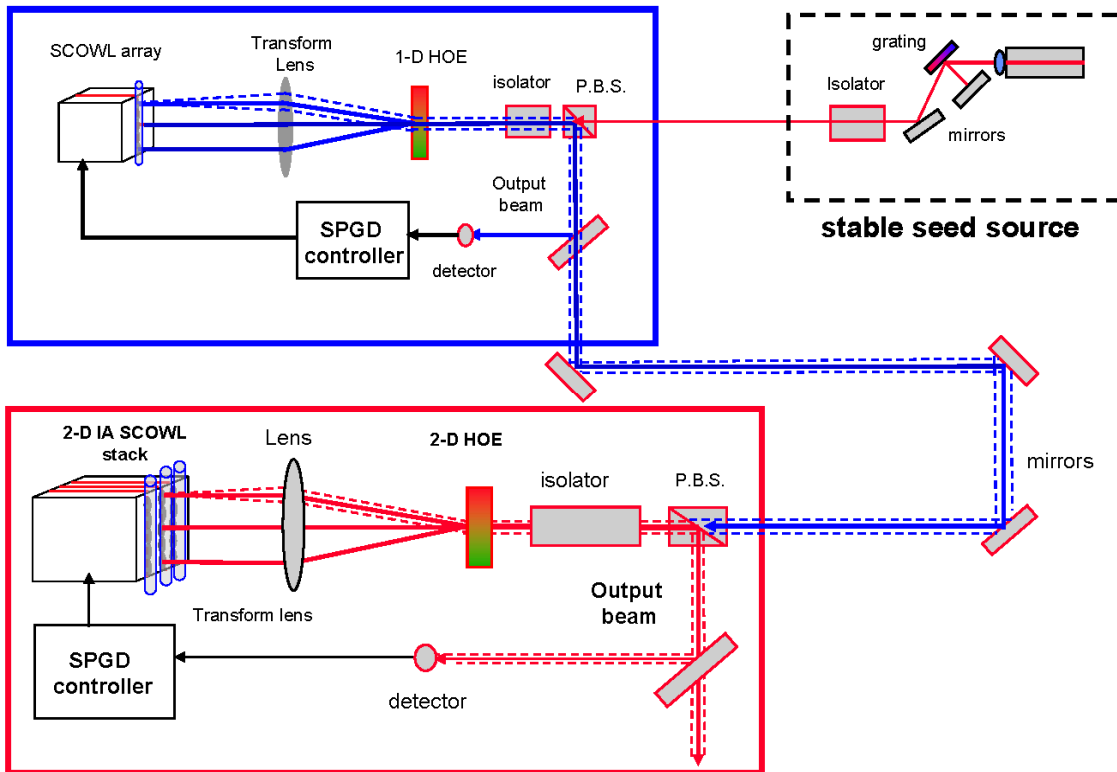 SCOWL array
Transform
Lens
1-D HOE
isolator
P.B.S.
grating
Isolator
mirrors
stable seed source
Output
beam
SPGD
controller
detector
2-D IA SCOWL
stack
Lens
2-D HOE
isolator
P.B.S.
mirrors
Output
beam
Transform lens
SPGD
controller
detector